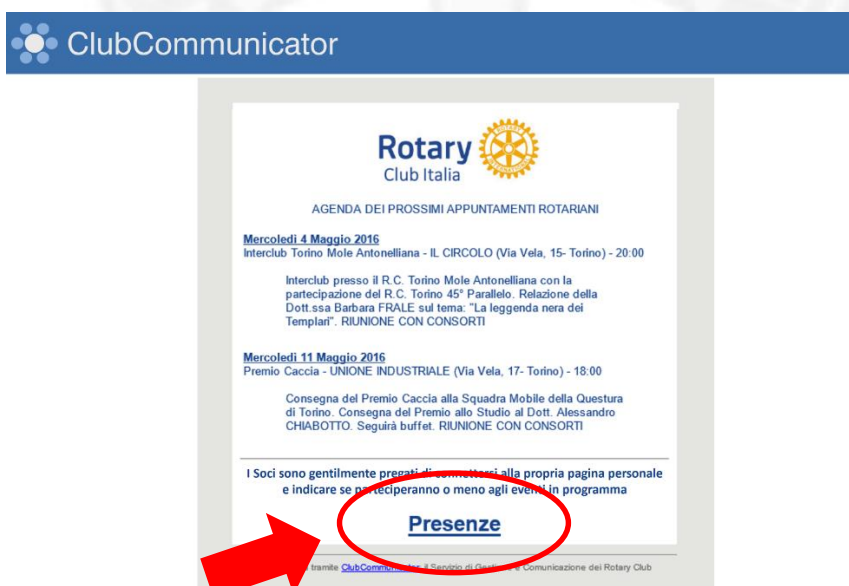 ClubCommunicator
Rotary
Club Italia
AGENDA DEI PROSSIMI APPUNTAMENTI ROTARIANI
Mercoledì 4 Maggio 2016
Interclub Torino Mole Antonelliana - IL CIRCOLO (Via Vela, 15- Torino) - 20:00
Interclub presso il R.C. Torino Mole Antonelliana con la
partecipazione del R.C. Torino 45° Parallelo. Relazione della
Dott.ssa Barbara FRALE sul tema: "La leggenda nera dei
Templari". RIUNIONE CON CONSORTI
Mercoledì 11 Maggio 2016
Premio Caccia - UNIONE INDUSTRIALE (Via Vela, 17- Torino) - 18:00
Consegna del Premio Caccia alla Squadra Mobile della Questura
di Torino. Consegna del Premio allo Studio al Dott. Alessandro
CHIABOTTO. Seguirà buffet. RIUNIONE CON CONSORTI
I Soci sono gentilmente pregati di connettersi alla propria pagina personale
e indicare se parteciperanno o meno agli eventi in programma
Presenze
tramite ClubCommunicator, il Servizio di Gestione e Comunicazione dei Rotary Club